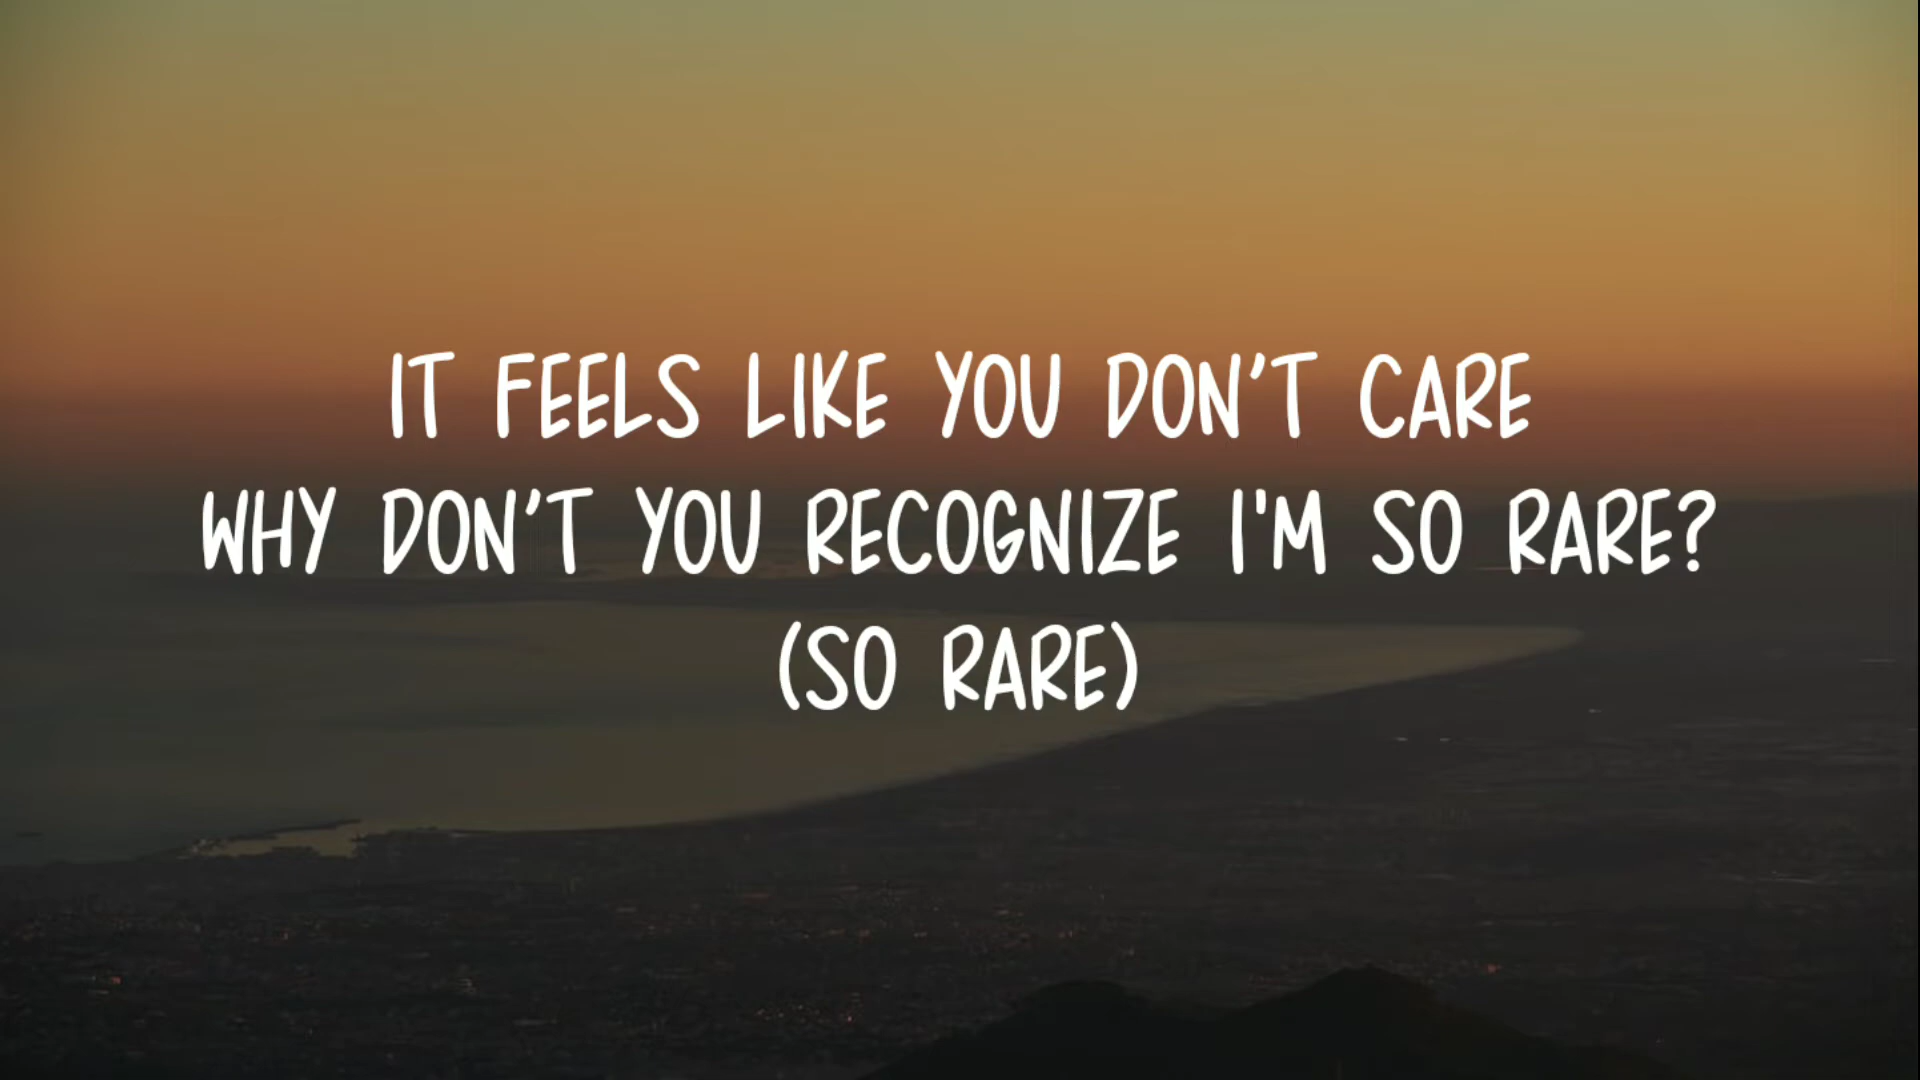 IT FEELS LIKE YOU DON’T CARE
WHY DON’T YOU RECOGNIZE I'M SO RARE?
(SO RARE)